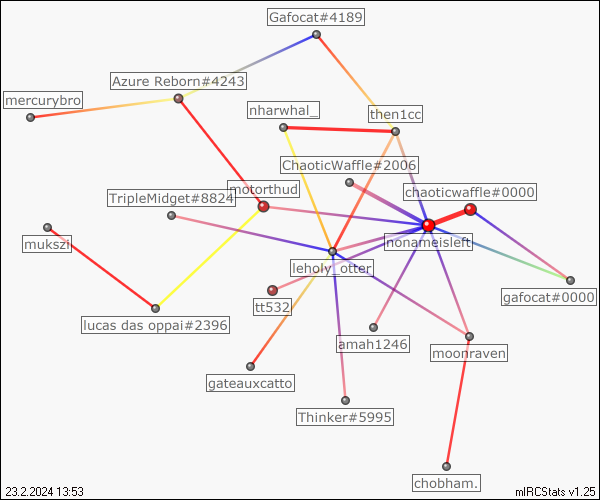 Gafocat#4189
Azure Reborn#4243
mercurybro
nharwhal_
then1cc
ChaoticWaffle#2006
motorthud
chaoticwaffle#0000
TripleMidget#8824
mukszi
nonameisleft
leholy_otter
gafocat#0000
tt532
lucas das oppai#2396
amah1246
moonraven
gateauxcatto
Thinker#5995
chobham.
23.2.2024 13:53
mIRCStats v1.25